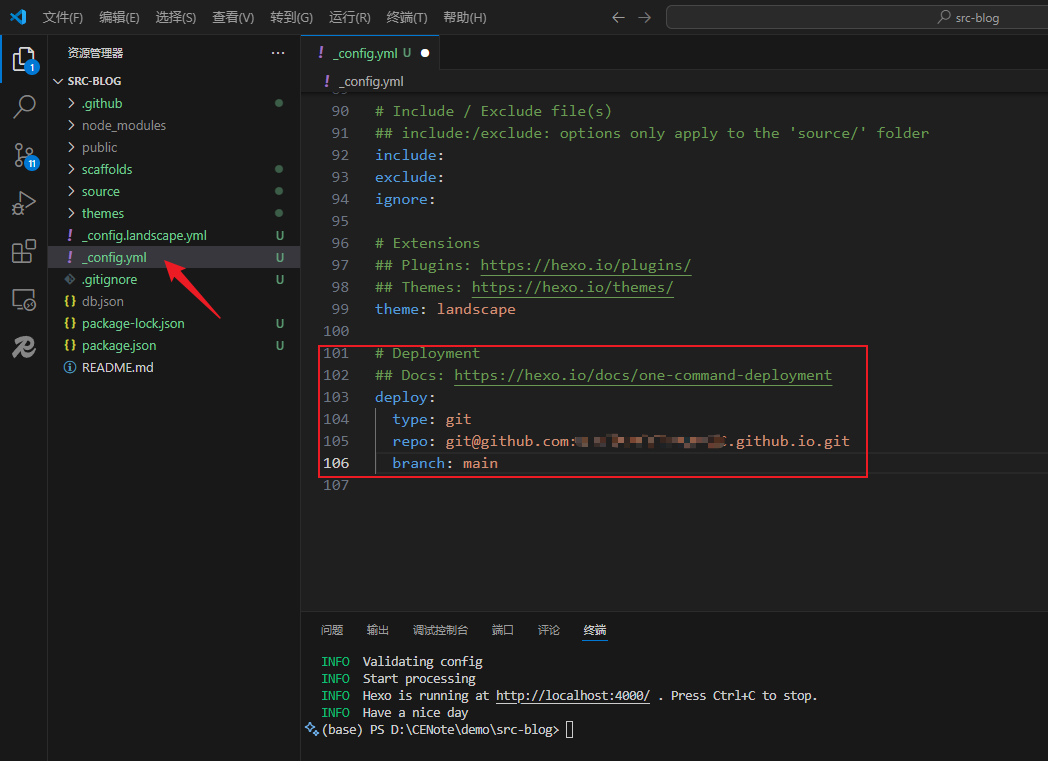 文件(F) 编辑(E) 选择(S) 查看(V) 转到(G) 运行(R) 终端(T) 帮助(H) src-blog
资源管理器 ···
SRC-BLOG
.github
node_modules
public
scaffolds
source
themes
! _config.landscape.yml U
! _config.yml U
.gitignore U
{} db.json
{} package-lock.json U
{} package.json U
README.md
1
11
! _config.yml U
! _config.yml
90 # Include / Exclude file(s)
91 ## include:/exclude: options only apply to the 'source/' folder
92 include:
93 exclude:
94 ignore:
95
96 # Extensions
97 ## Plugins: https://hexo.io/plugins/
98 ## Themes: https://hexo.io/themes/
99 theme: landscape
100
101 # Deployment
102 ## Docs: https://hexo.io/docs/one-command-deployment
103 deploy:
104 type: git
105 repo: git@github.com: .github.io.git
106 branch: main
107
问题 输出 调试控制台 端口 评论 终端
INFO Validating config
INFO Start processing
INFO Hexo is running at http://localhost:4000/ . Press Ctrl+C to stop.
INFO Have a nice day
(base) PS D:\CENote\demo\src-blog>